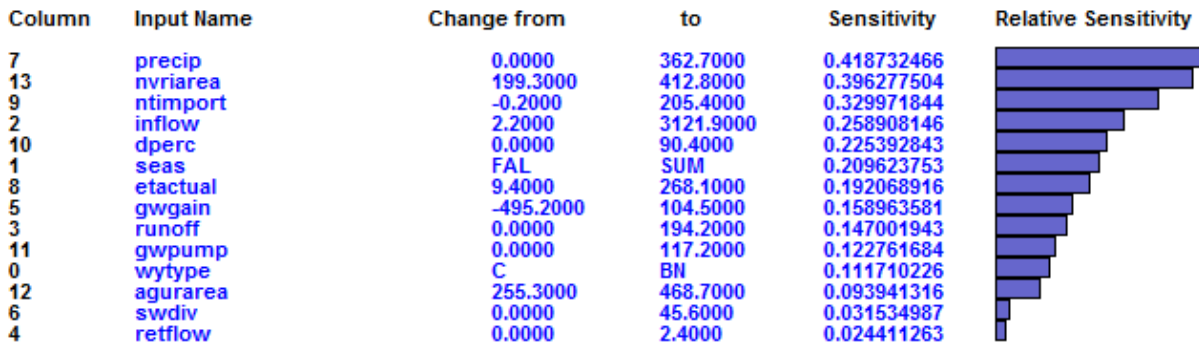 Column Input Name Change from to Sensitivity Relative Sensitivity
7 precip 0.0000 362.7000 0.418732466
13 nvriarea 199.3000 412.8000 0.396277504
9 ntimport -0.2000 205.4000 0.329971844
2 inflow 2.2000 3121.9000 0.258908146
10 dperc 0.0000 90.4000 0.225392843
1 seas FAL SUM 0.209623753
8 etactual 9.4000 268.1000 0.192068916
5 gwgain -495.2000 104.5000 0.158963581
3 runoff 0.0000 194.2000 0.147001943
11 gwpump 0.0000 117.2000 0.122761684
0 wytype C BN 0.111710226
12 agurarea 255.3000 468.7000 0.093941316
6 swdiv 0.0000 45.6000 0.031534987
4 retflow 0.0000 2.4000 0.024411263